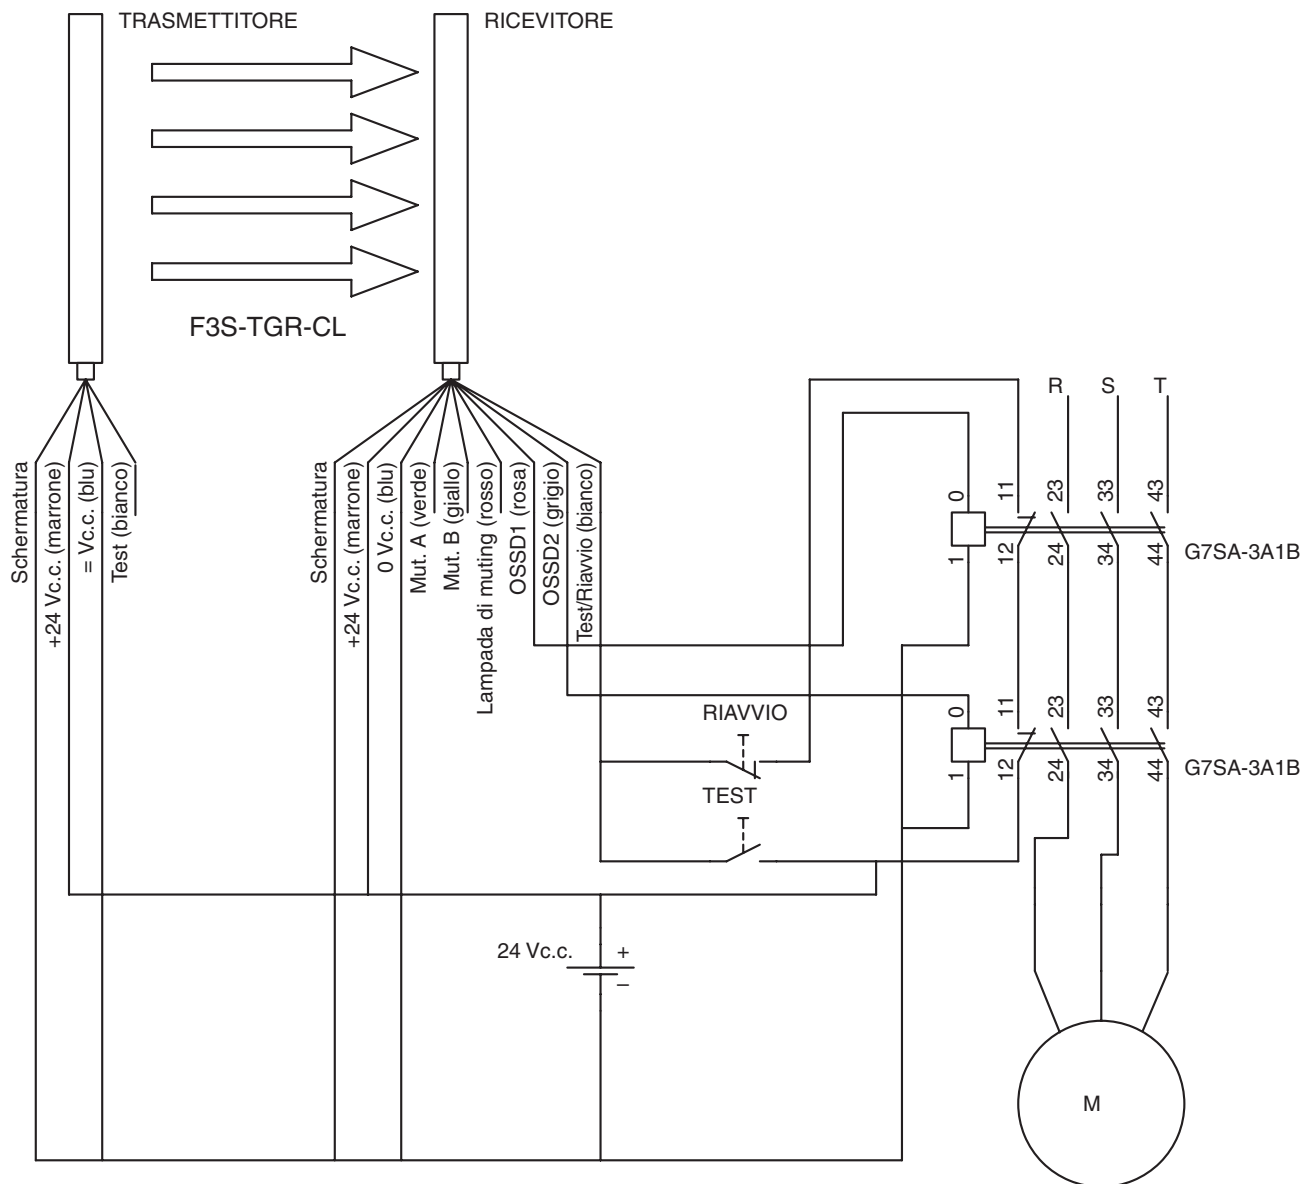 TRASMETTITORE
RICEVITORE
F3S-TGR-CL
Schermatura
+24 Vc.c. (marrone)
= Vc.c. (blu)
Test (bianco)
Schermatura
+24 Vc.c. (marrone)
0 Vc.c. (blu)
Mut. A (verde)
Mut. B (giallo)
Lampada di muting (rosso)
OSSD1 (rosa)
OSSD2 (grigio)
Test/Riavvio (bianco)
R S T
0 11 23 33 43
1 12 24 34 44
G7SA-3A1B
RIAVVIO
0 11 23 33 43
1 12 24 34 44
G7SA-3A1B
TEST
24 Vc.c.
+
–
M